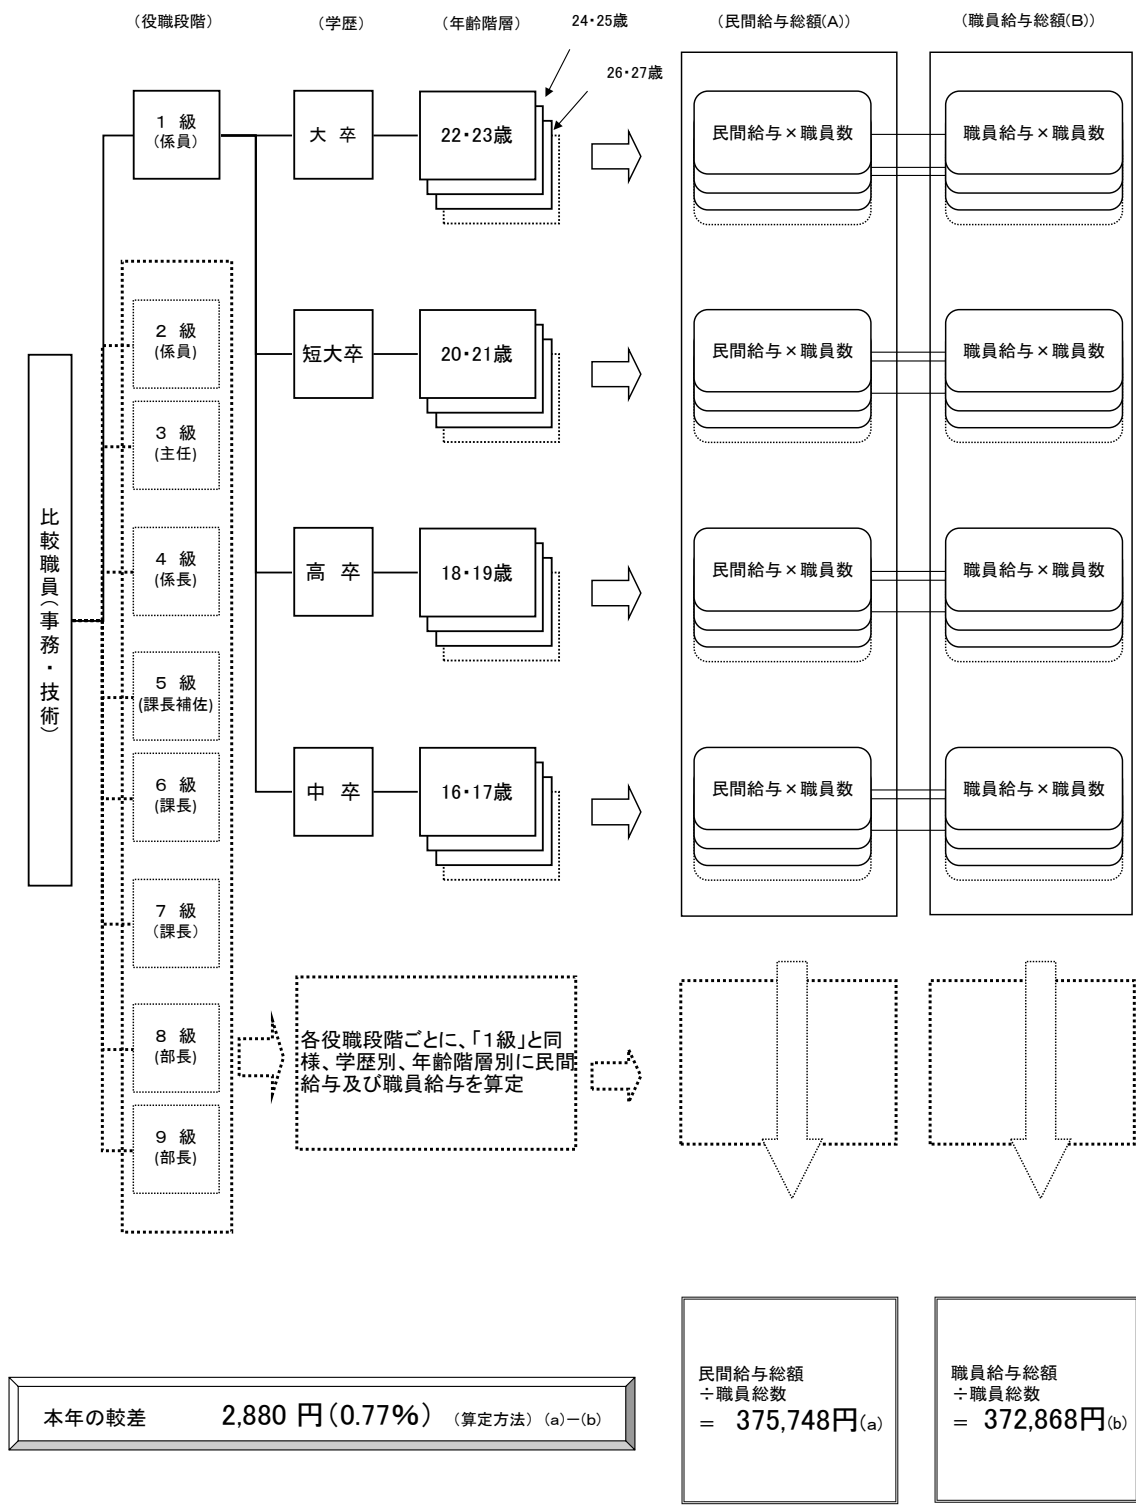 (役職段階)
(学歴)
(年齢階層)
24・25歳
26・27歳
(民間給与総額(A))
(職員給与総額(B))
1 級
(係員)
大 卒
22・23歳
民間給与×職員数
職員給与×職員数
2 級
(係員)
短大卒
20・21歳
民間給与×職員数
職員給与×職員数
3 級
(主任)
比較職員(事務・技術)
4 級
(係長)
高 卒
18・19歳
民間給与×職員数
職員給与×職員数
5 級
(課長補佐)
6 級
(課長)
中 卒
16・17歳
民間給与×職員数
職員給与×職員数
7 級
(課長)
8 級
(部長)
9 級
(部長)
各役職段階ごとに、「1級」と同
様、学歴別、年齢階層別に民間
給与及び職員給与を算定
民間給与総額
÷職員総数
= 375,748円(a)
職員給与総額
÷職員総数
= 372,868円(b)
本年の較差 2,880 円(0.77%) (算定方法) (a)-(b)